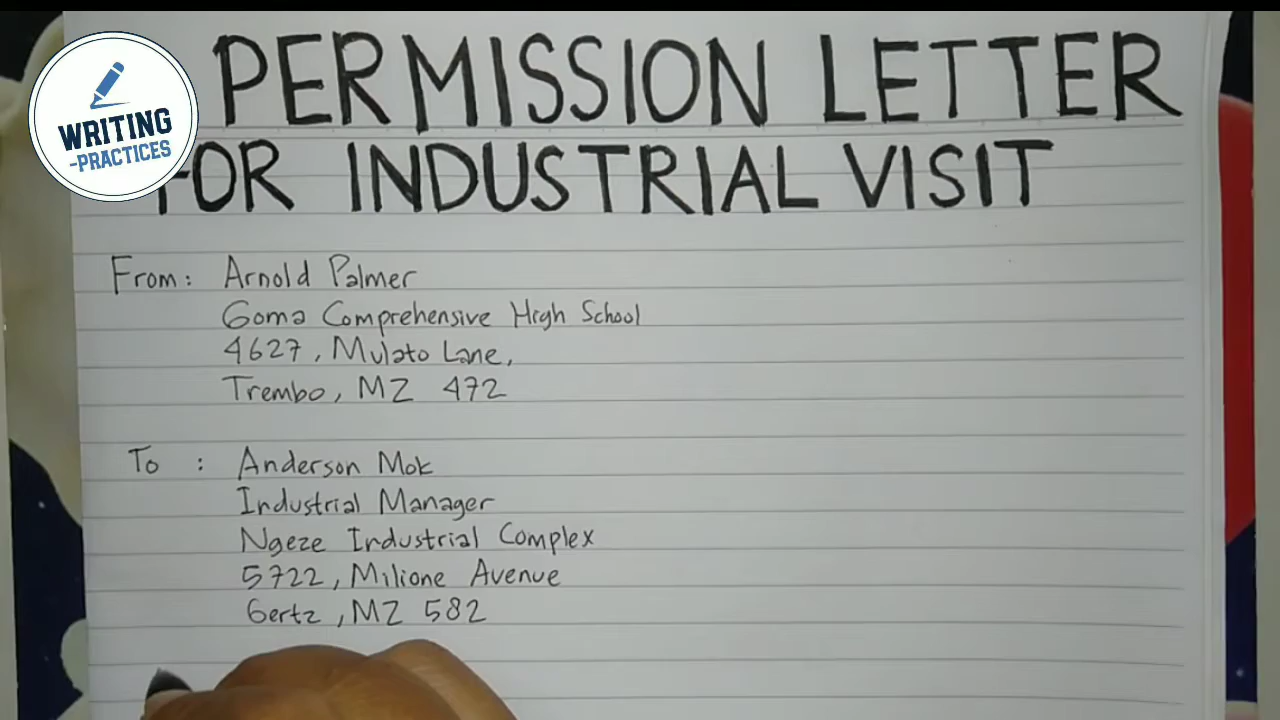 WRITING
-PRACTICES
PERMISSION LETTER
FOR INDUSTRIAL VISIT
From: Arnold Palmer
Goma Comprehensive High School
4627, Mulato Lane,
Trembo, MZ 472
To : Anderson Mok
Industrial Manager
Ngeze Industrial Complex
5722, Milione Avenue
Gertz, MZ 582